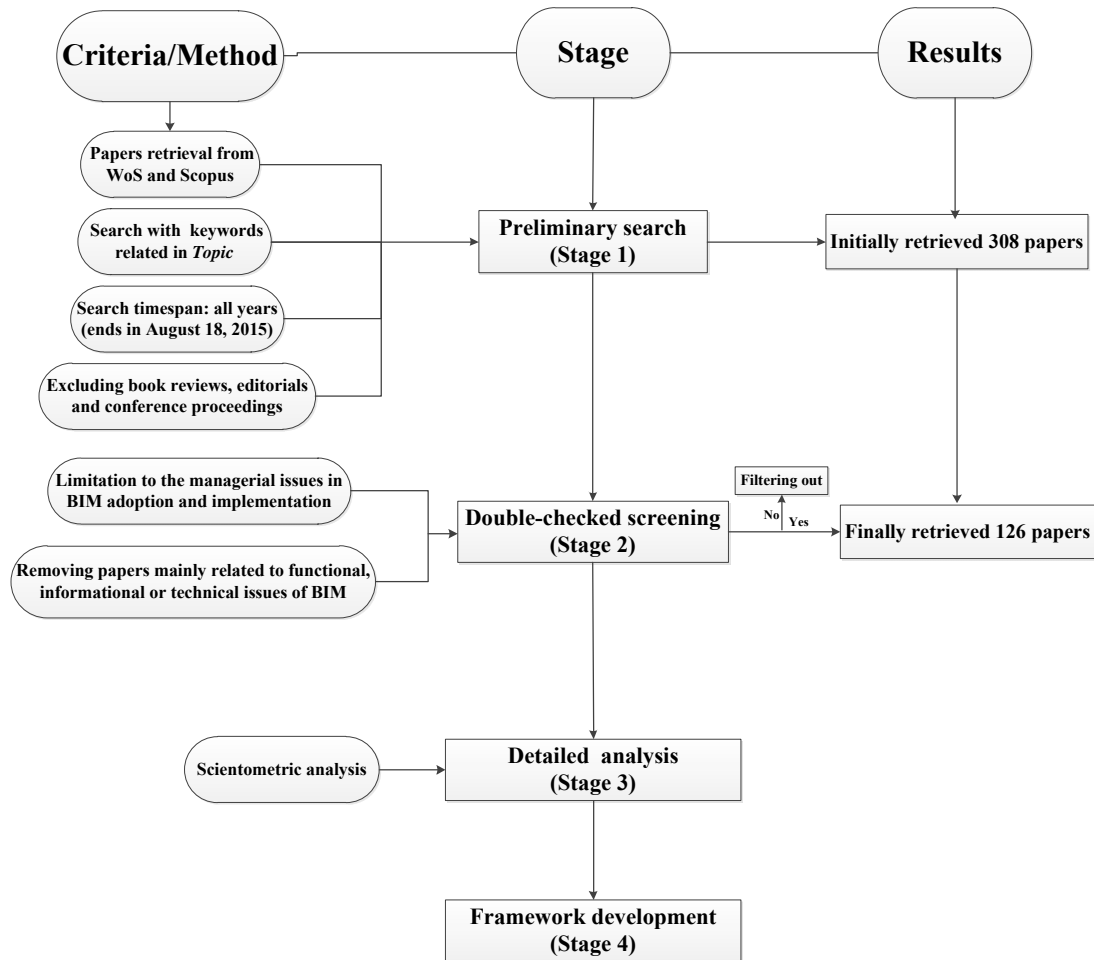 Criteria/Method
Stage
Results
Papers retrieval from
WoS and Scopus
Search with keywords
related in Topic
Search timespan: all years
(ends in August 18, 2015)
Excluding book reviews, editorials
and conference proceedings
Preliminary search
(Stage 1)
Initially retrieved 308 papers
Limitation to the managerial issues in
BIM adoption and implementation
Removing papers mainly related to functional,
informational or technical issues of BIM
Double-checked screening
(Stage 2)
Filtering out
No
Yes
Finally retrieved 126 papers
Scientometric analysis
Detailed analysis
(Stage 3)
Framework development
(Stage 4)